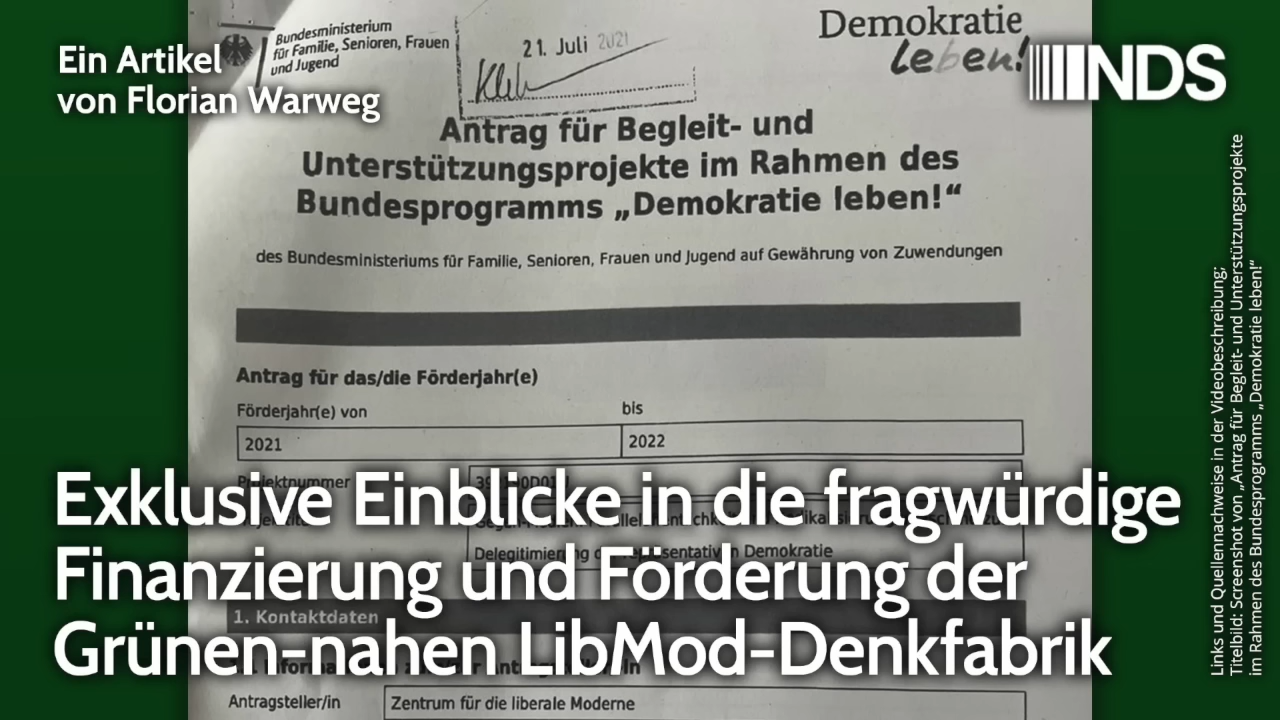 Ein Artikel
von Florian Warweg
Bundesministerium
für Familie, Senioren, Frauen
und Jugend
21. Juli 2021
Demokratie
leben!
NDS
Antrag für Begleit- und
Unterstützungsprojekte im Rahmen des
Bundesprogramms „Demokratie leben!“
des Bundesministeriums für Familie, Senioren, Frauen und Jugend auf Gewährung von Zuwendungen
Antrag für das/die Förderjahr(e)
Förderjahr(e) von
bis
2021
2022
Projektnummer
Exklusive Einblicke in die fragwürdige
Delegitimierung der repräsentativen Demokratie
Finanzierung und Förderung der
1. Kontaktdaten
Grünen-nahen LibMod-Denkfabrik
Antragsteller/in
Zentrum für die liberale Moderne
Links und Quellennachweise in der Videobeschreibung;
Titelbild: Screenshot von „Antrag für Begleit- und Unterstützungsprojekte
im Rahmen des Bundesprogramms „Demokratie leben!“